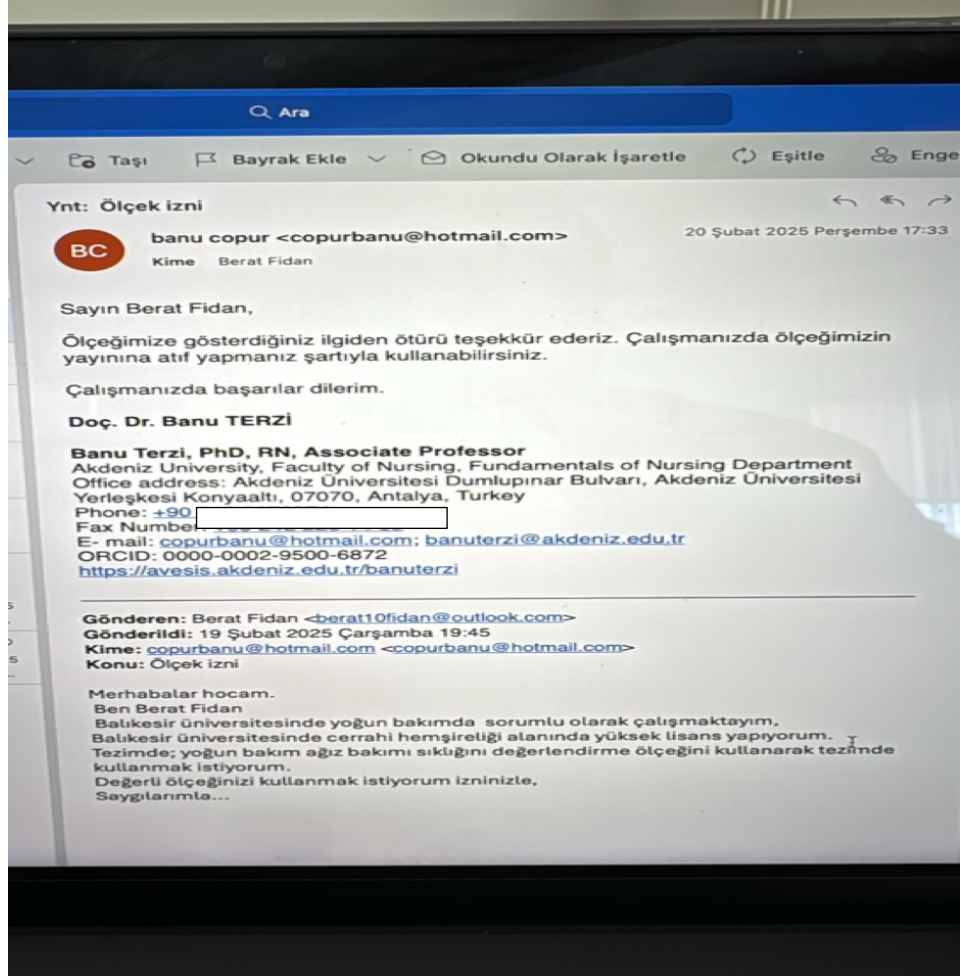 Ara
Taşı Bayrak Ekle Okundu Olarak İşaretle Eşitle Enge
Ynt: Ölçek izni
BC
banu copur <copurbanu@hotmail.com>
20 Şubat 2025 Perşembe 17:33
Kime Berat Fidan
Sayın Berat Fidan,
Ölçeğimize gösterdiğiniz ilgiden ötürü teşekkür ederiz. Çalışmanızda ölçeğimizin
yayınına atıf yapmanız şartıyla kullanabilirsiniz.
Çalışmanızda başarılar dilerim.
Doç. Dr. Banu TERZİ
Banu Terzi, PhD, RN, Associate Professor
Akdeniz University, Faculty of Nursing, Fundamentals of Nursing Department
Office address: Akdeniz Üniversitesi Dumlupınar Bulvarı, Akdeniz Üniversitesi
Yerleşkesi Konyaaltı, 07070, Antalya, Turkey
Phone: +90
Fax Number:
E- mail: copurbanu@hotmail.com; banuterzi@akdeniz.edu.tr
ORCID: 0000-0002-9500-6872
https://avesis.akdeniz.edu.tr/banuterzi
Gönderen: Berat Fidan <berat10fidan@outlook.com>
Gönderildi: 19 Şubat 2025 Çarşamba 19:45
Kime: copurbanu@hotmail.com <copurbanu@hotmail.com>
Konu: Ölçek izni
Merhabalar hocam.
Ben Berat Fidan
Balıkesir üniversitesinde yoğun bakımda sorumlu olarak çalışmaktayım,
Balıkesir üniversitesinde cerrahi hemşireliği alanında yüksek lisans yapıyorum.
Tezimde; yoğun bakım ağız bakımı sıklığını değerlendirme ölçeğini kullanarak tezimde
kullanmak istiyorum.
Değerli ölçeğinizi kullanmak istiyorum izninizle,
Saygılarımla...